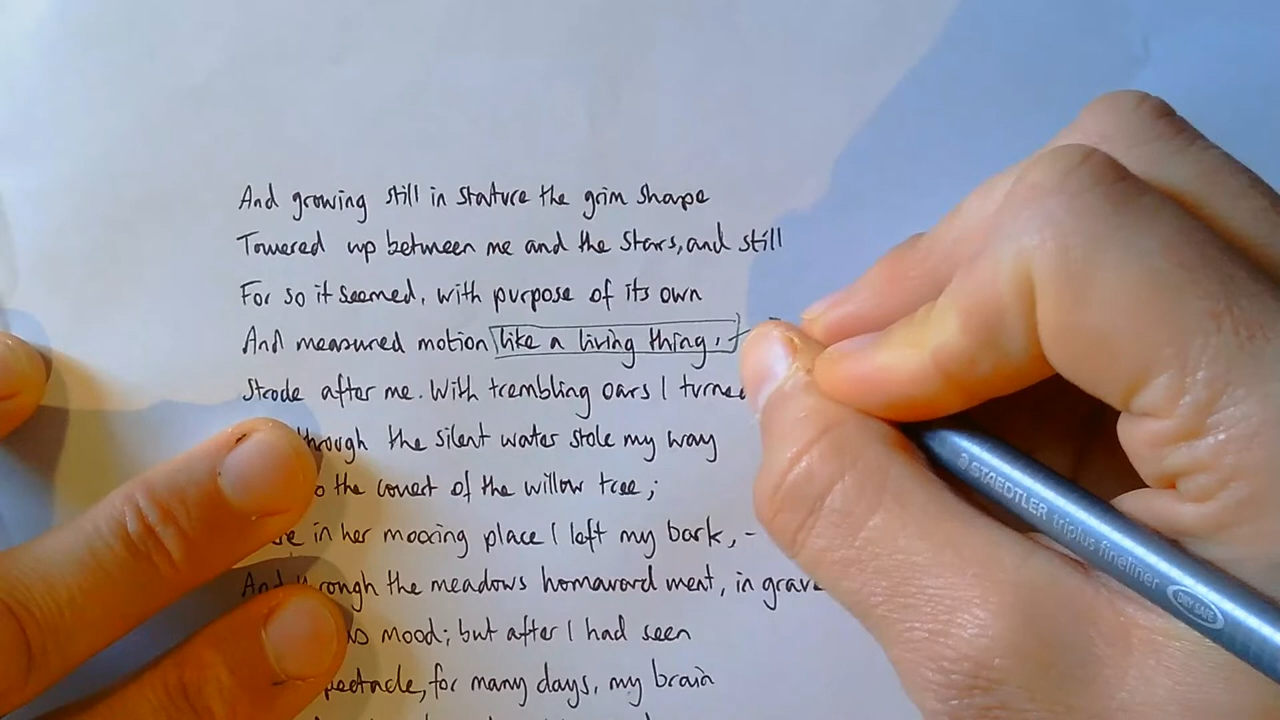 And growing still in stature the grim shape
Towered up between me and the stars, and still
For so it seemed, with purpose of its own
And measured motion like a living thing,
Strode after me. With trembling oars I turned
through the silent water stole my way
the covert of the willow tree;
in her mooring place I left my bark, -
And through the meadows homeward went, in grave
mood; but after I had seen
spectacle, for many days, my brain
STAEDTLER triplus fineliner
DRY SAFE